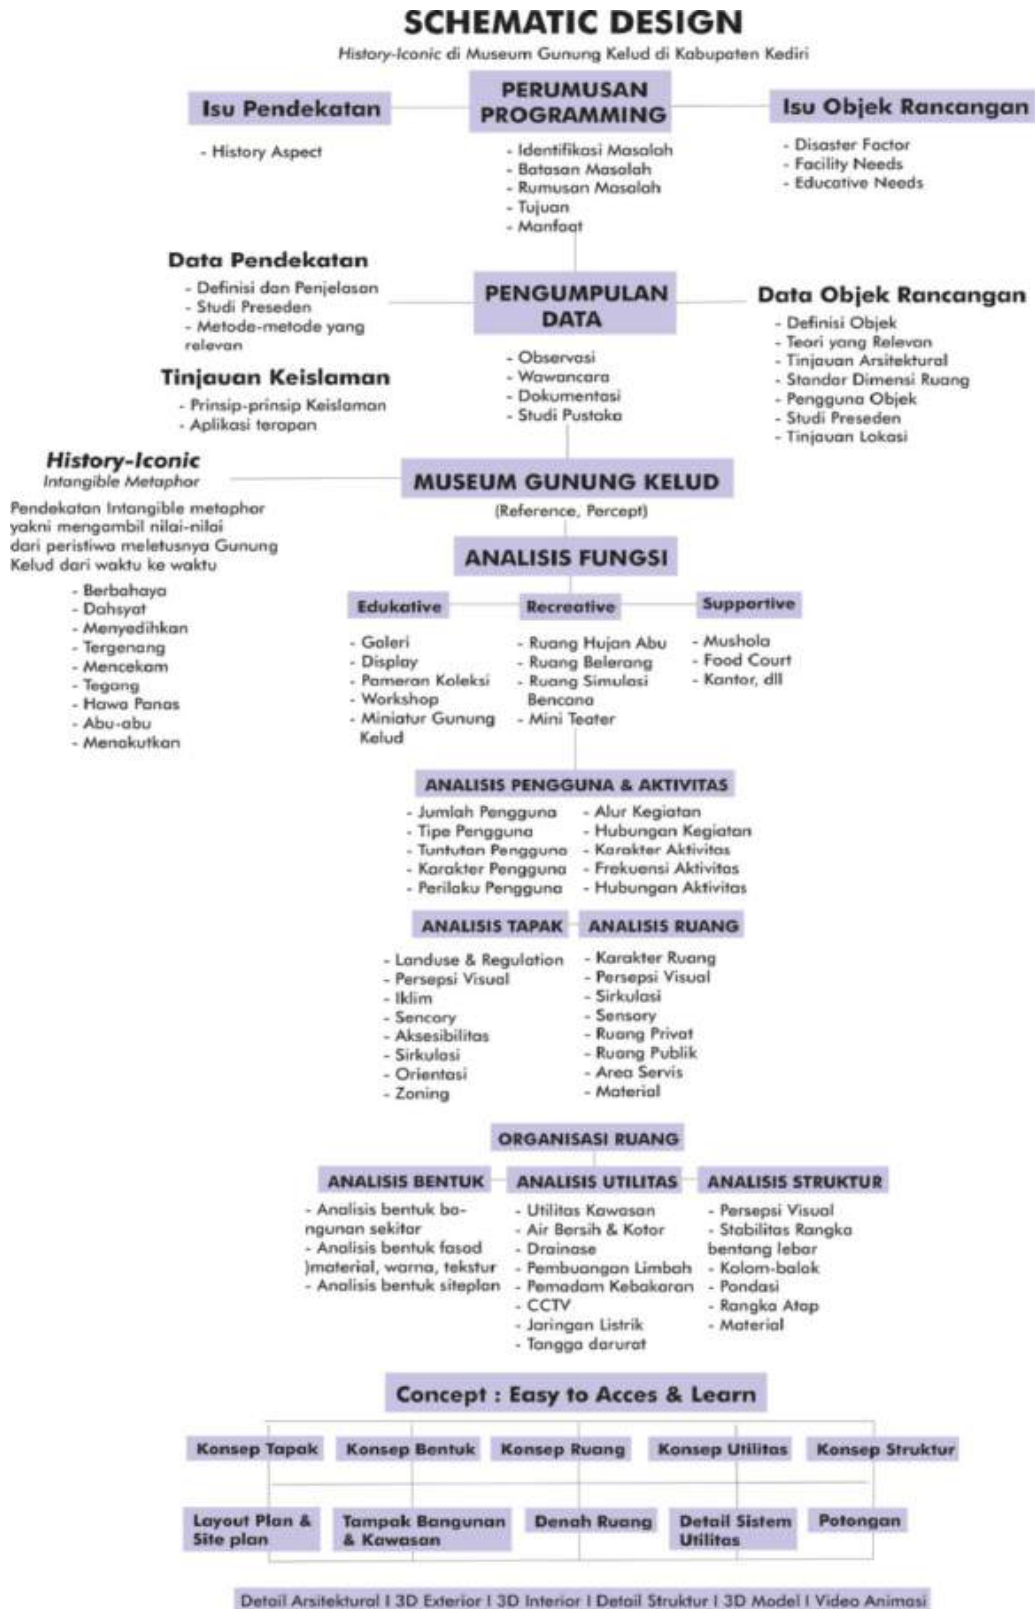 SCHEMATIC DESIGN
History-Iconic di Museum Gunung Kelud di Kabupaten Kediri
Isu Pendekatan
- History Aspect
PERUMUSAN
PROGRAMMING
- Identifikasi Masalah
- Batasan Masalah
- Rumusan Masalah
- Tujuan
- Manfaat
Isu Objek Rancangan
- Disaster Factor
- Facility Needs
- Educative Needs
Data Pendekatan
- Definisi dan Penjelasan
- Studi Preseden
- Metode-metode yang
relevan
Tinjauan Keislaman
- Prinsip-prinsip Keislaman
- Aplikasi terapan
PENGUMPULAN
DATA
- Observasi
- Wawancara
- Dokumentasi
- Studi Pustaka
Data Objek Rancangan
- Definisi Objek
- Teori yang Relevan
- Tinjauan Arsitektural
- Standar Dimensi Ruang
- Pengguna Objek
- Studi Preseden
- Tinjauan Lokasi
History-Iconic
Intangible Metaphor
Pendekatan Intangible metaphor
yakni mengambil nilai-nilai
dari peristiwa meletusnya Gunung
Kelud dari waktu ke waktu
- Berbahaya
- Dahsyat
- Menyedihkan
- Tergenang
- Mencekam
- Tegang
- Hawa Panas
- Abu-abu
- Menakutkan
MUSEUM GUNUNG KELUD
(Reference, Percept)
ANALISIS FUNGSI
Edukative
- Galeri
- Display
- Pameran Koleksi
- Workshop
- Miniatur Gunung
Kelud
Recreative
- Ruang Hujan Abu
- Ruang Belerang
- Ruang Simulasi
Bencana
- Mini Teater
Supportive
- Mushola
- Food Court
- Kantor, dll
ANALISIS PENGGUNA & AKTIVITAS
- Jumlah Pengguna
- Tipe Pengguna
- Tuntutan Pengguna
- Karakter Pengguna
- Perilaku Pengguna
- Alur Kegiatan
- Hubungan Kegiatan
- Karakter Aktivitas
- Frekuensi Aktivitas
- Hubungan Aktivitas
ANALISIS TAPAK
- Landuse & Regulation
- Persepsi Visual
- Iklim
- Sencory
- Aksesibilitas
- Sirkulasi
- Orientasi
- Zoning
ANALISIS RUANG
- Karakter Ruang
- Persepsi Visual
- Sirkulasi
- Sensory
- Ruang Privat
- Ruang Publik
- Area Servis
- Material
ORGANISASI RUANG
ANALISIS BENTUK
- Analisis bentuk ba-
ngunan sekitar
- Analisis bentuk fasad
)material, warna, tekstur
- Analisis bentuk siteplan
ANALISIS UTILITAS
- Utilitas Kawasan
- Air Bersih & Kotor
- Drainase
- Pembuangan Limbah
- Pemadam Kebakaran
- CCTV
- Jaringan Listrik
- Tangga darurat
ANALISIS STRUKTUR
- Persepsi Visual
- Stabilitas Rangka
bentang lebar
- Kolom-balok
- Pondasi
- Rangka Atap
- Material
Concept : Easy to Acces & Learn
Konsep Tapak
Konsep Bentuk
Konsep Ruang
Konsep Utilitas
Konsep Struktur
Layout Plan &
Site plan
Tampak Bangunan
& Kawasan
Denah Ruang
Detail Sistem
Utilitas
Potongan
Detail Arsitektural I 3D Exterior I 3D Interior I Detail Struktur I 3D Model I Video Animasi